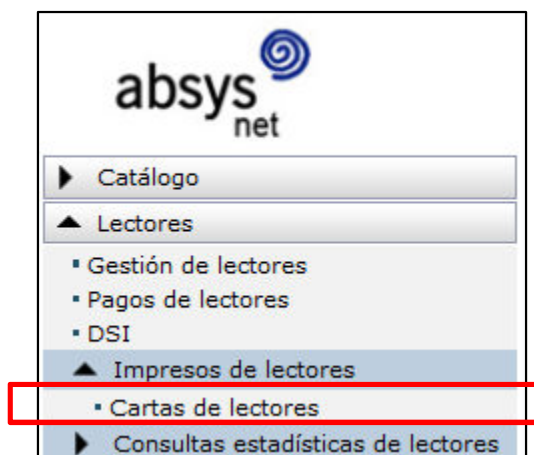 absys
net
Catálogo
Lectores
Gestión de lectores
Pagos de lectores
DSI
Impresos de lectores
Cartas de lectores
Consultas estadísticas de lectores